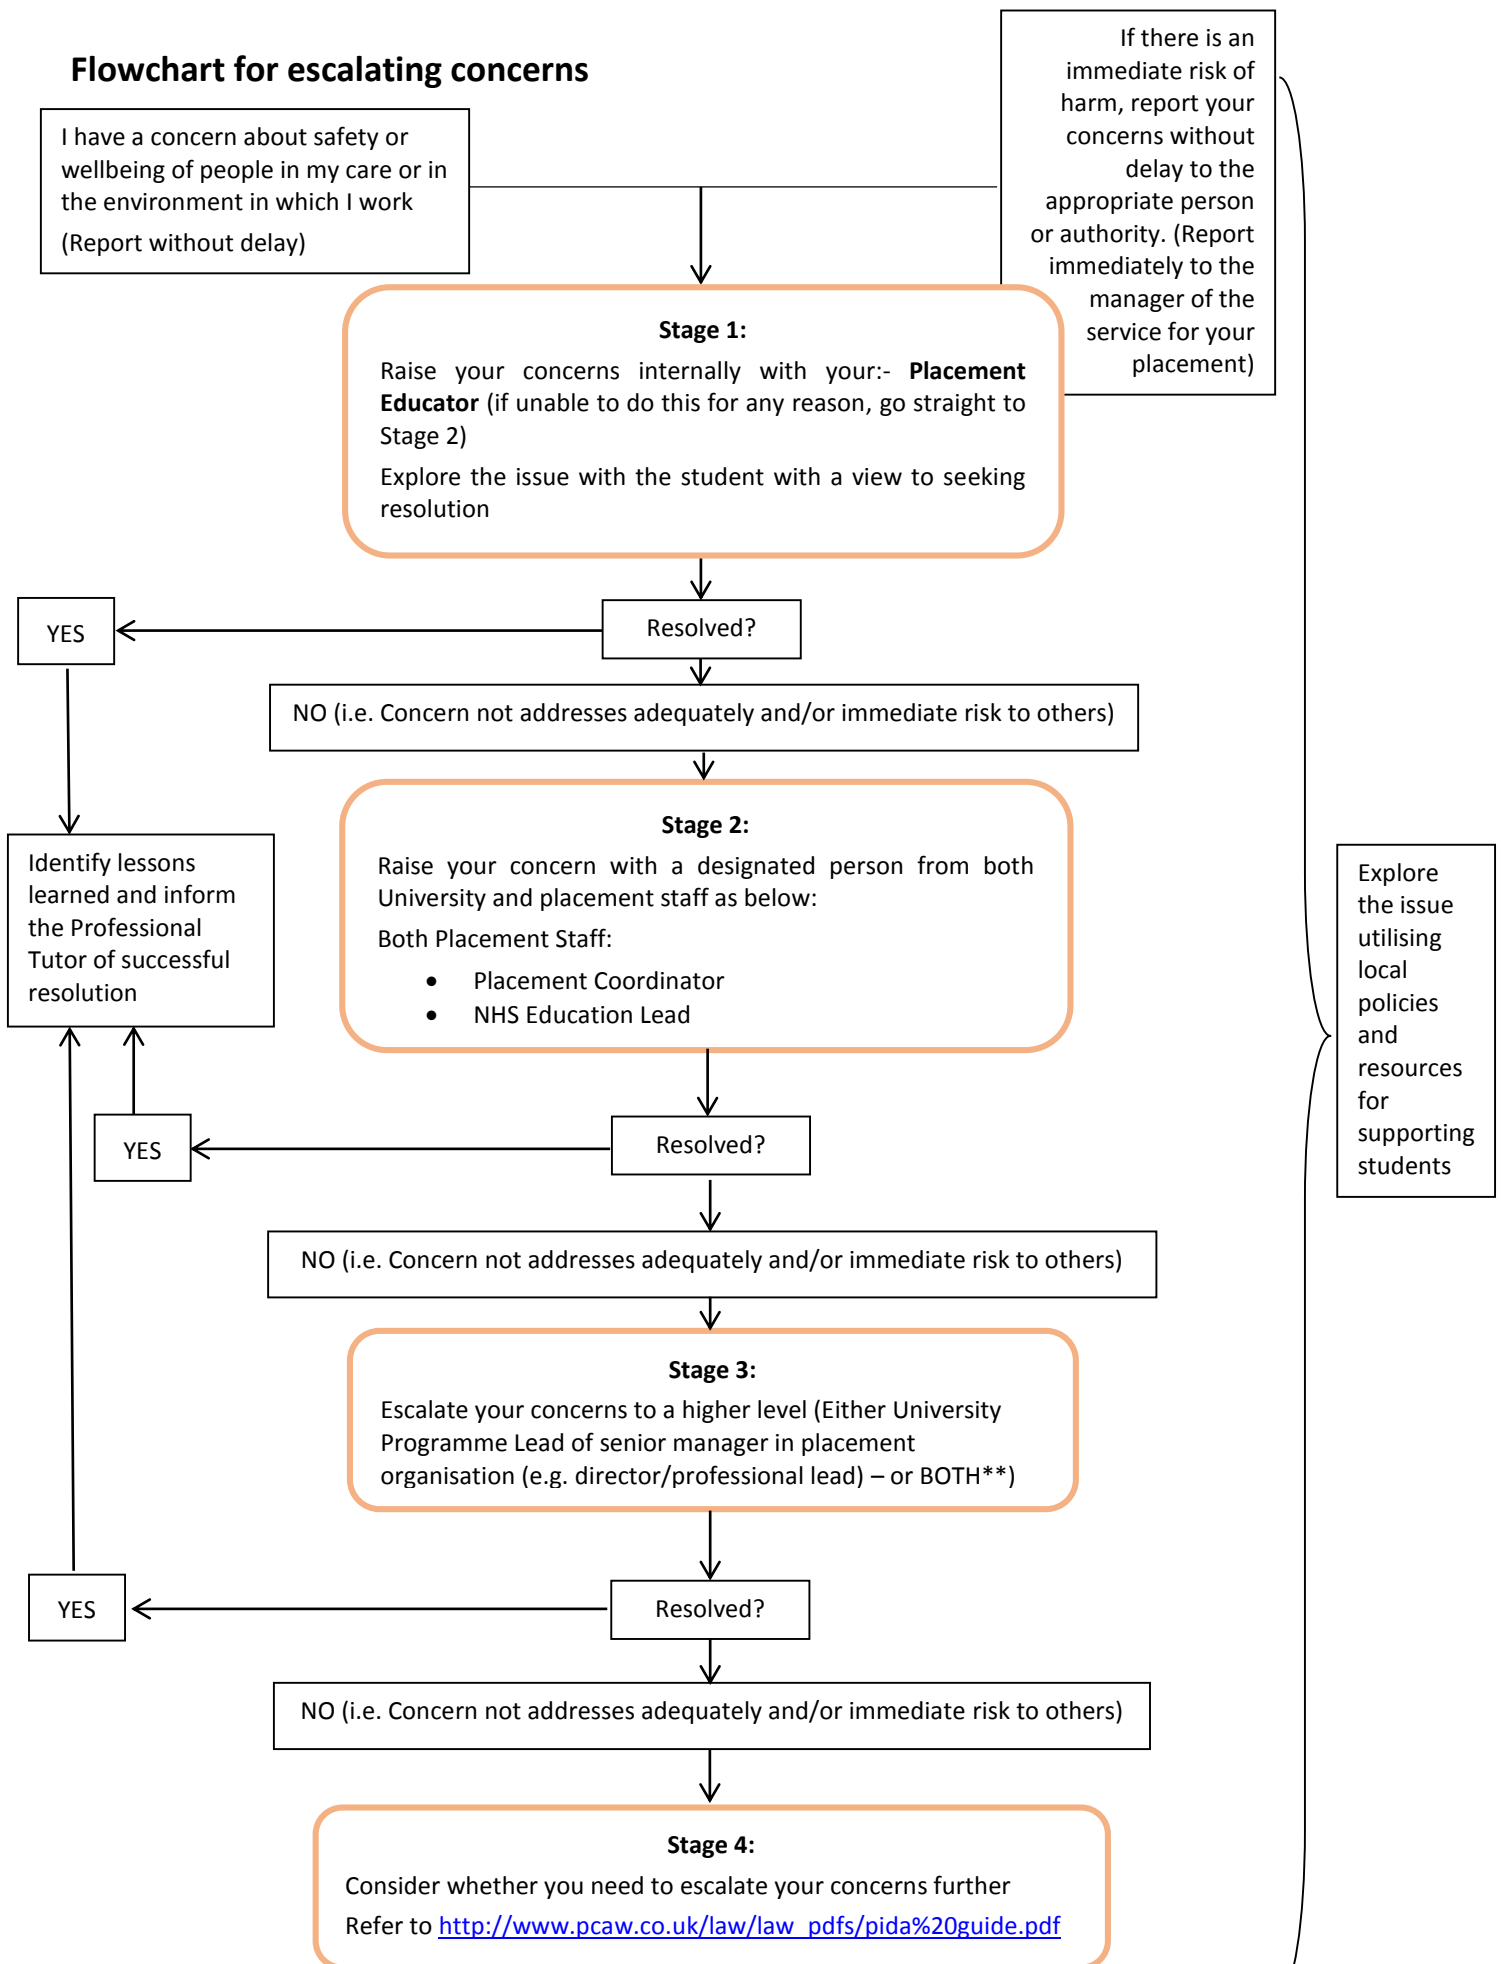 Flowchart for escalating concerns
I have a concern about safety or
wellbeing of people in my care or in
the environment in which I work
(Report without delay)
If there is an
immediate risk of
harm, report your
concerns without
delay to the
appropriate person
or authority. (Report
immediately to the
manager of the
service for your
placement)
Stage 1:
Raise your concerns internally with your:- Placement
Educator (if unable to do this for any reason, go straight to
Stage 2)
Explore the issue with the student with a view to seeking
resolution
Resolved?
YES
NO (i.e. Concern not addresses adequately and/or immediate risk to others)
Stage 2:
Raise your concern with a designated person from both
University and placement staff as below:
Both Placement Staff:
• Placement Coordinator
• NHS Education Lead
Identify lessons
learned and inform
the Professional
Tutor of successful
resolution
Explore
the issue
utilising
local
policies
and
resources
for
supporting
students
Resolved?
YES
NO (i.e. Concern not addresses adequately and/or immediate risk to others)
Stage 3:
Escalate your concerns to a higher level (Either University
Programme Lead of senior manager in placement
organisation (e.g. director/professional lead) – or BOTH**)
Resolved?
YES
NO (i.e. Concern not addresses adequately and/or immediate risk to others)
Stage 4:
Consider whether you need to escalate your concerns further
Refer to http://www.pcaw.co.uk/law/law_pdfs/pida%20guide.pdf